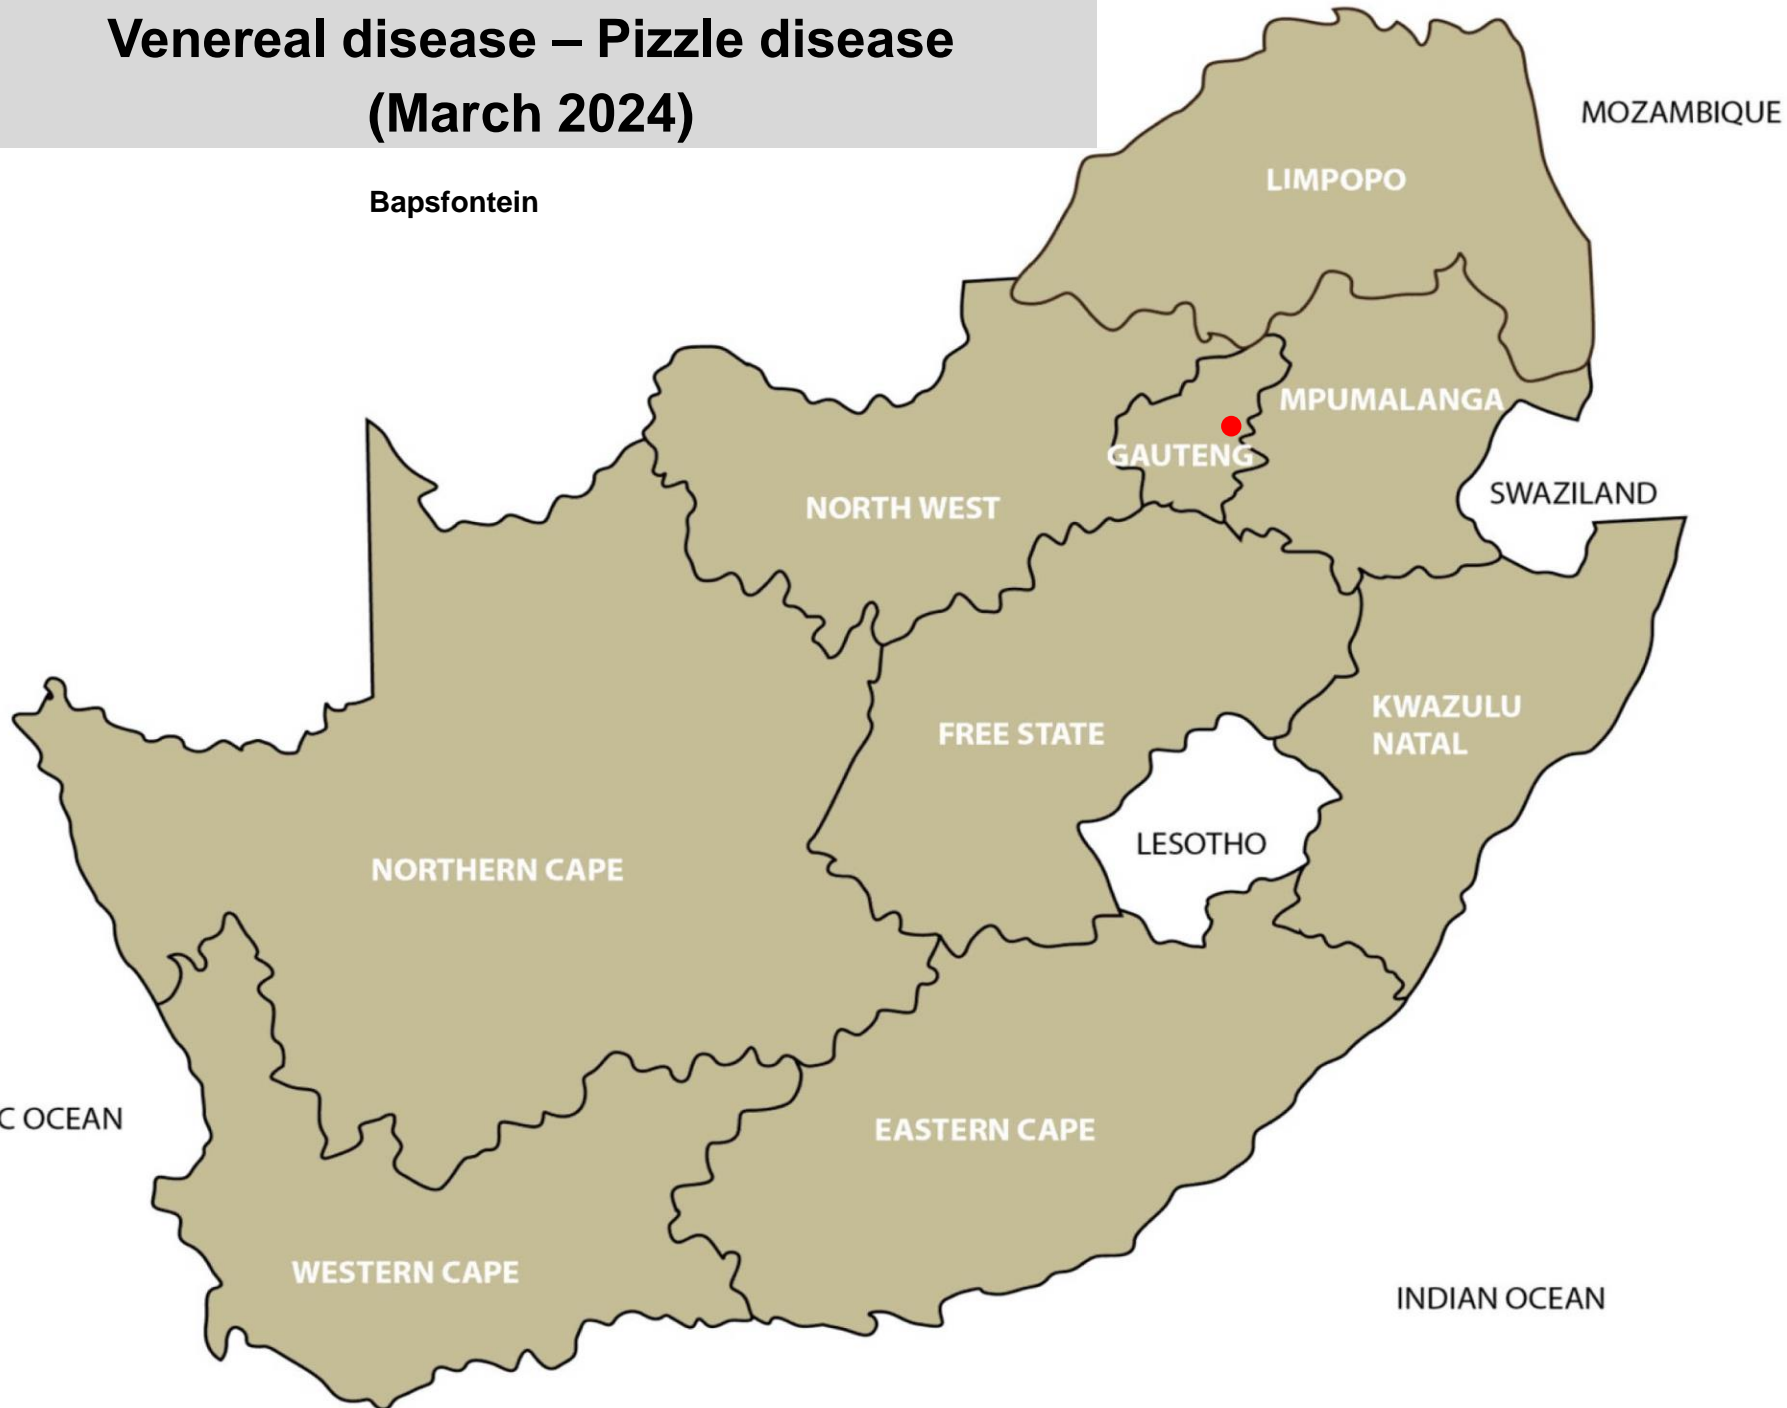 Venereal disease – Pizzle disease
(March 2024)
MOZAMBIQUE
LIMPOPO
Bapsfontein
MPUMALANGA
GAUTENG
SWAZILAND
NORTH WEST
KWAZULU
NATAL
FREE STATE
LESOTHO
NORTHERN CAPE
C OCEAN
EASTERN CAPE
WESTERN CAPE
INDIAN OCEAN